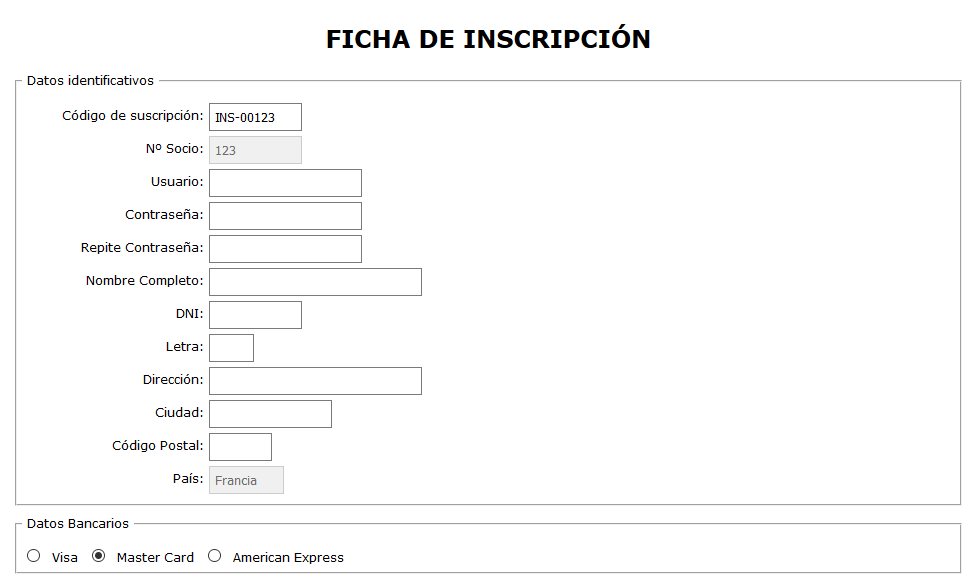 FICHA DE INSCRIPCIÓN
Datos identificativos
Código de suscripción: INS-00123
Nº Socio: 123
Usuario:
Contraseña:
Repite Contraseña:
Nombre Completo:
DNI:
Letra:
Dirección:
Ciudad:
Código Postal:
País: Francia
Datos Bancarios
Visa Master Card American Express